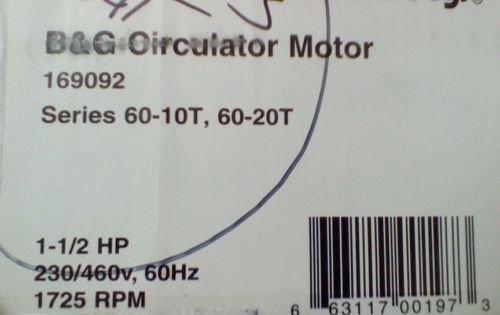 B&G Circulator Motor
169092
Series 60-10T, 60-20T
1-1/2 HP
230/460v, 60Hz
1725 RPM
6 63117 00197 3